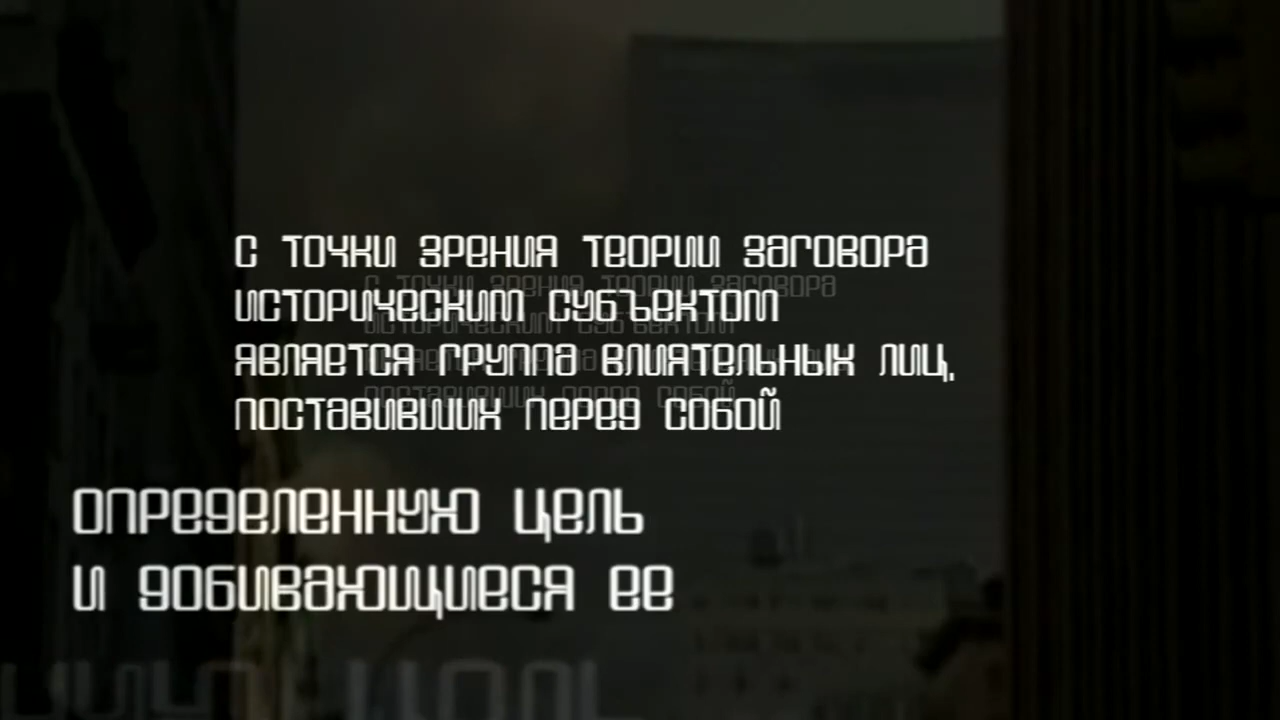 С ТОЧКИ ЗРЕНИЯ ТЕОРИИ ЗАГОВОРА
ИСТОРИЧЕСКИМ СУБЪЕКТОМ
ЯВЛЯЕТСЯ ГРУППА ВЛИЯТЕЛЬНЫХ ЛИЦ,
ПОСТАВИВШИХ ПЕРЕД СОБОЙ
ОПРЕДЕЛЕННУЮ ЦЕЛЬ
И ДОБИВАЮЩИЕСЯ ЕЕ